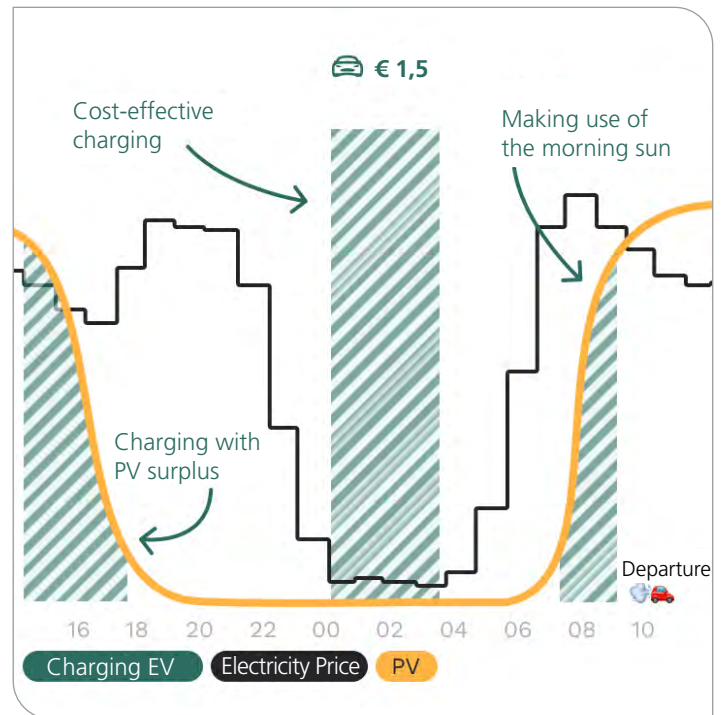 € 1,5
Cost-effective
charging
Making use of
the morning sun
Charging with
PV surplus
Departure
16 18 20 22 00 02 04 06 08 10
Charging EV Electricity Price PV